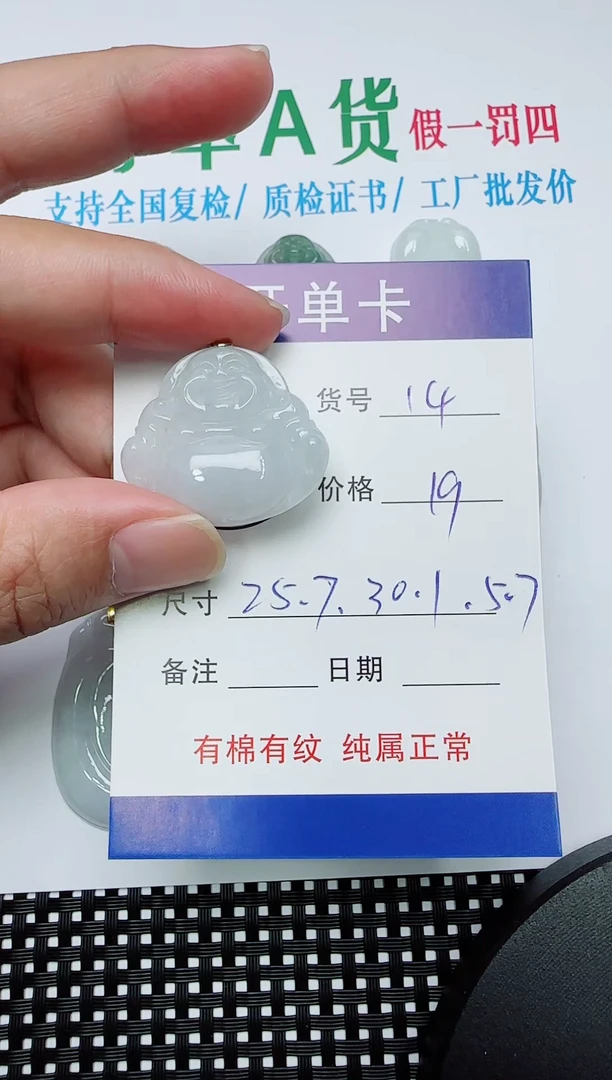 A货 假一罚四
支持全国复检/ 质检证书/ 工厂批发价
单卡
货号 14
价格 19
尺寸 25.7. 30.1. 5.7
备注
日期
有棉有纹 纯属正常